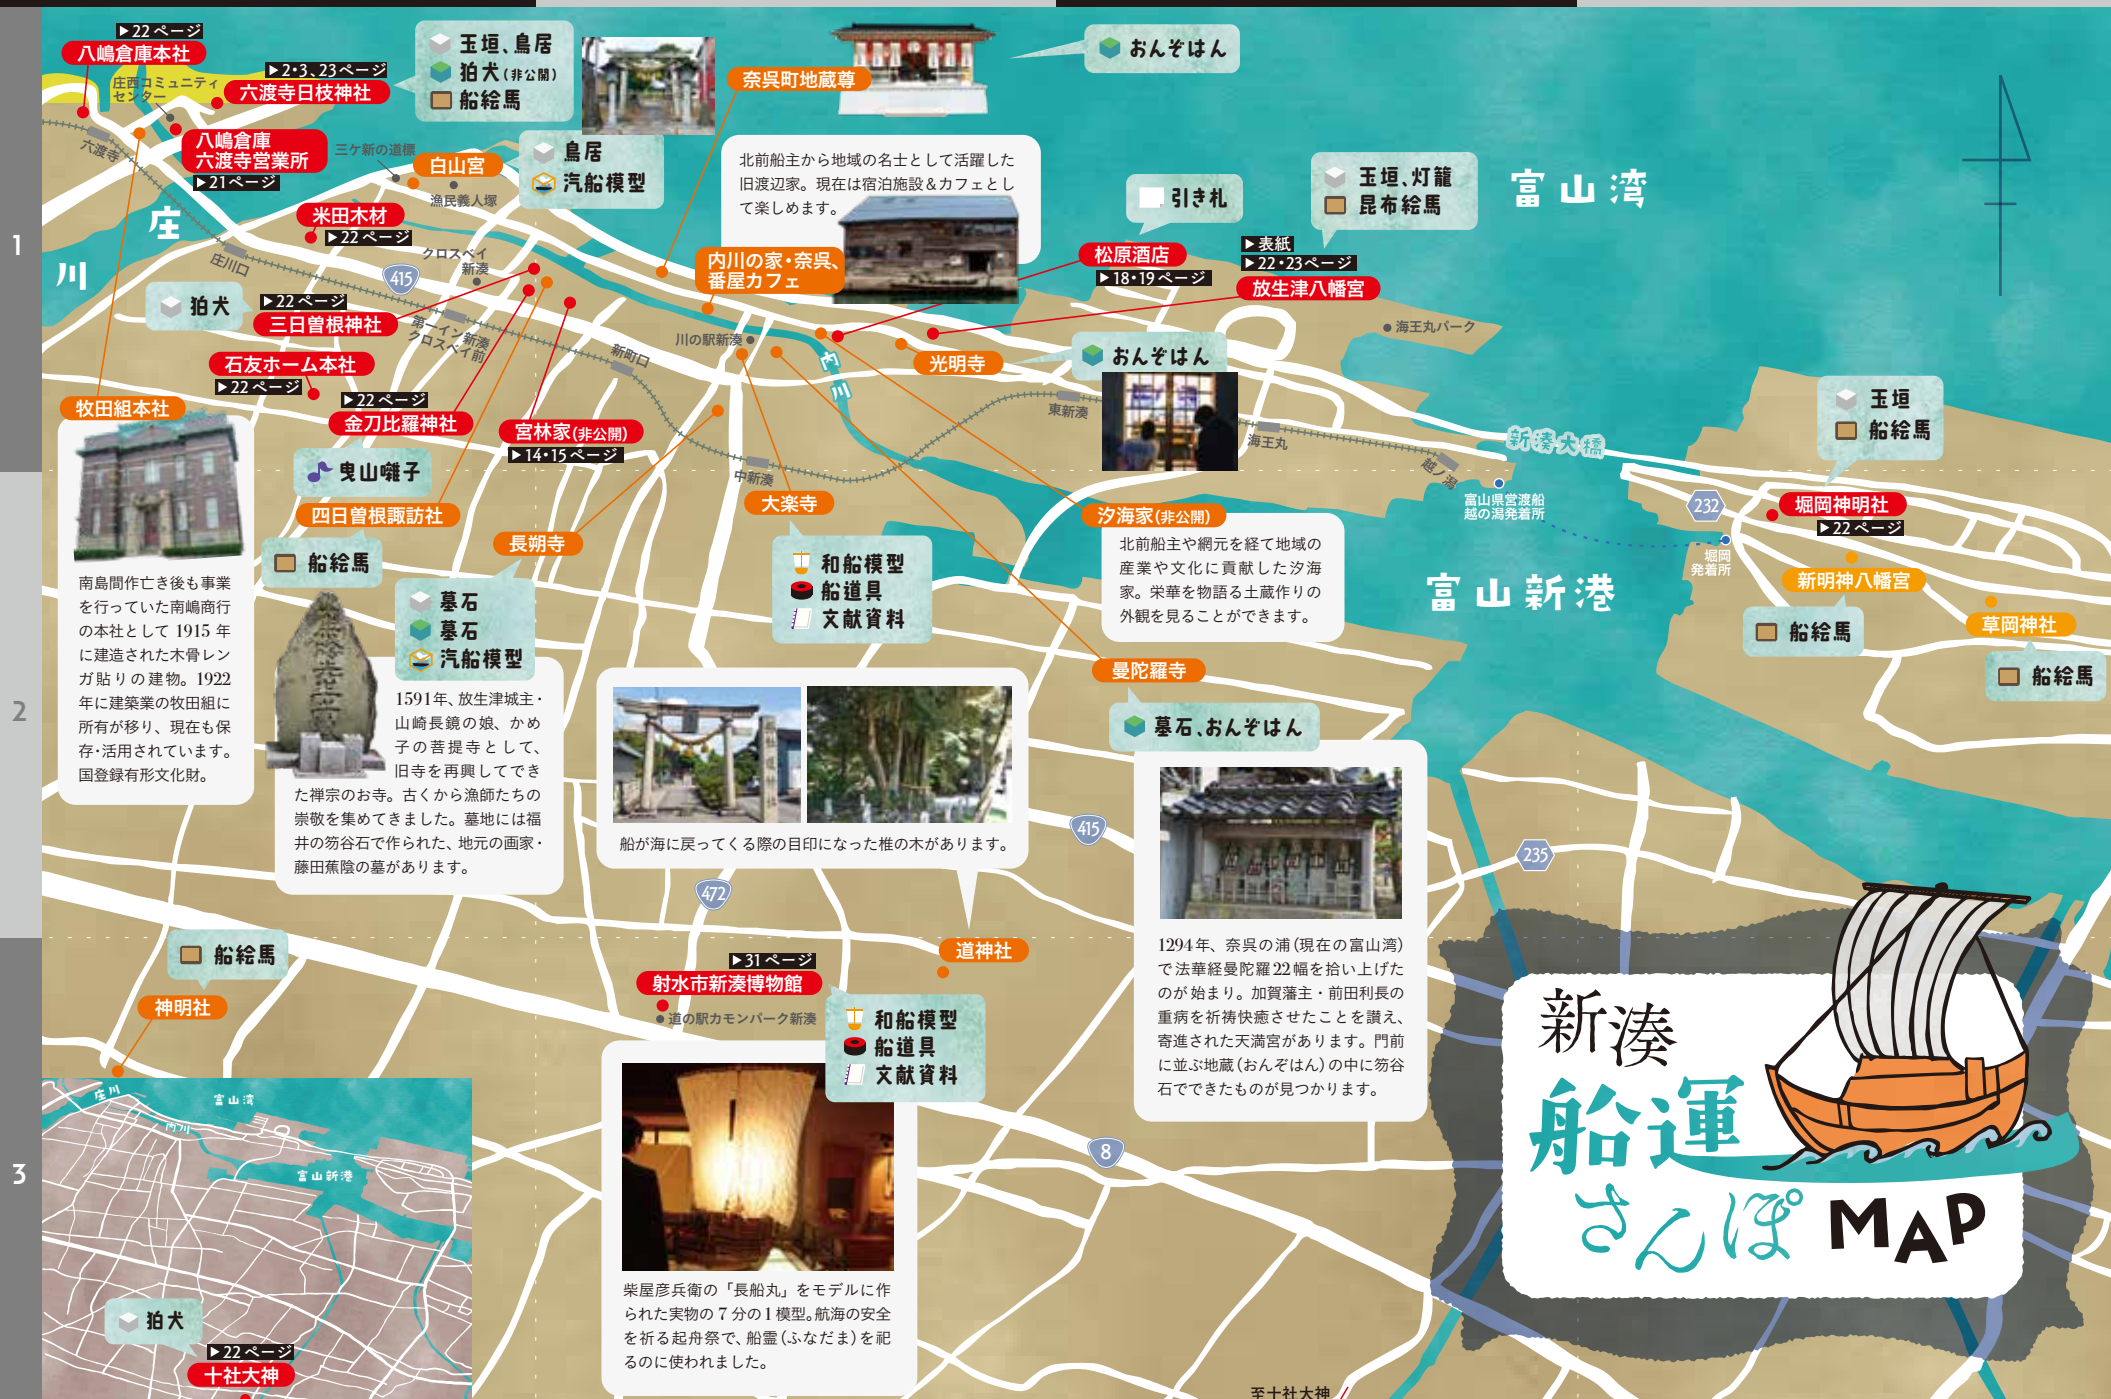 ▶22ページ
八嶋倉庫本社
庄西コミュニティ
センター
▶2・3、23ページ
六渡寺日枝神社
玉垣、鳥居
狛犬(非公開)
船絵馬
奈呉町地蔵尊
おんぞはん
六渡寺
八嶋倉庫
六渡寺営業所
▶21ページ
三ケ新の道標
白山宮
漁民義人塚
鳥居
汽船模型
北前船主から地域の名士として活躍した
旧渡辺家。現在は宿泊施設&カフェとし
て楽しめます。
引き札
玉垣、灯籠
昆布絵馬
富山湾
1
庄
川
米田木材
▶22ページ
庄川口
415
クロスベイ
新湊
内川の家・奈呉、
番屋カフェ
松原酒店
▶18・19ページ
▶表紙
▶22・23ページ
放生津八幡宮
狛犬
▶22ページ
三日曽根神社
第一イン新湊
クロスベイ前
新町口
川の駅新湊
内
川
光明寺
おんぞはん
海王丸パーク
石友ホーム本社
▶22ページ
▶22ページ
金刀比羅神社
宮林家(非公開)
▶14・15ページ
東新湊
海王丸
新湊大橋
越ノ潟
玉垣
船絵馬
牧田組本社
曳山囃子
四日曽根諏訪社
船絵馬
長朔寺
中新湊
大楽寺
汐海家(非公開)
富山県営渡船
越の潟発着所
232
堀岡神明社
▶22ページ
堀岡
発着所
新明神八幡宮
船絵馬
草岡神社
船絵馬
富山新港
2
南島間作亡き後も事業
を行っていた南嶋商行
の本社として1915年
に建造された木骨レン
ガ貼りの建物。1922
年に建築業の牧田組に
所有が移り、現在も保
存・活用されています。
国登録有形文化財。
墓石
墓石
汽船模型
1591年、放生津城主・
山崎長鏡の娘、かめ
子の菩提寺として、
旧寺を再興してでき
た禅宗のお寺。古くから漁師たちの
崇敬を集めてきました。墓地には福
井の笏谷石で作られた、地元の画家・
藤田蕉陰の墓があります。
和船模型
船道具
文献資料
北前船主や網元を経て地域の
産業や文化に貢献した汐海
家。栄華を物語る土蔵作りの
外観を見ることができます。
曼陀羅寺
墓石、おんぞはん
船が海に戻ってくる際の目印になった椎の木があります。
472
415
235
1294年、奈呉の浦(現在の富山湾)
で法華経曼陀羅22幅を拾い上げた
のが始まり。加賀藩主・前田利長の
重病を祈祷快癒させたことを讃え、
寄進された天満宮があります。門前
に並ぶ地蔵(おんぞはん)の中に笏谷
石でできたものが見つかります。
船絵馬
神明社
▶31ページ
射水市新湊博物館
道の駅カモンパーク新湊
道神社
和船模型
船道具
文献資料
3
庄川
富山湾
内川
富山新港
狛犬
▶22ページ
十社大神
柴屋彦兵衛の「長船丸」をモデルに作
られた実物の7分の1模型。航海の安全
を祈る起舟祭で、船霊(ふなだま)を祀
るのに使われました。
8
至十社大神
新湊
船運
さんぽMAP